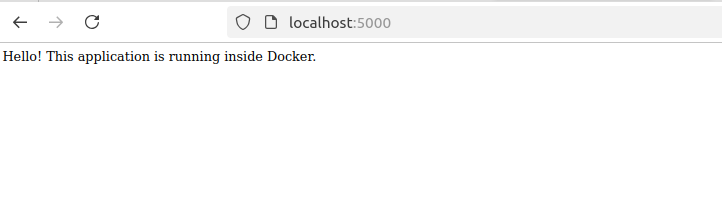 localhost:5000
Hello! This application is running inside Docker.